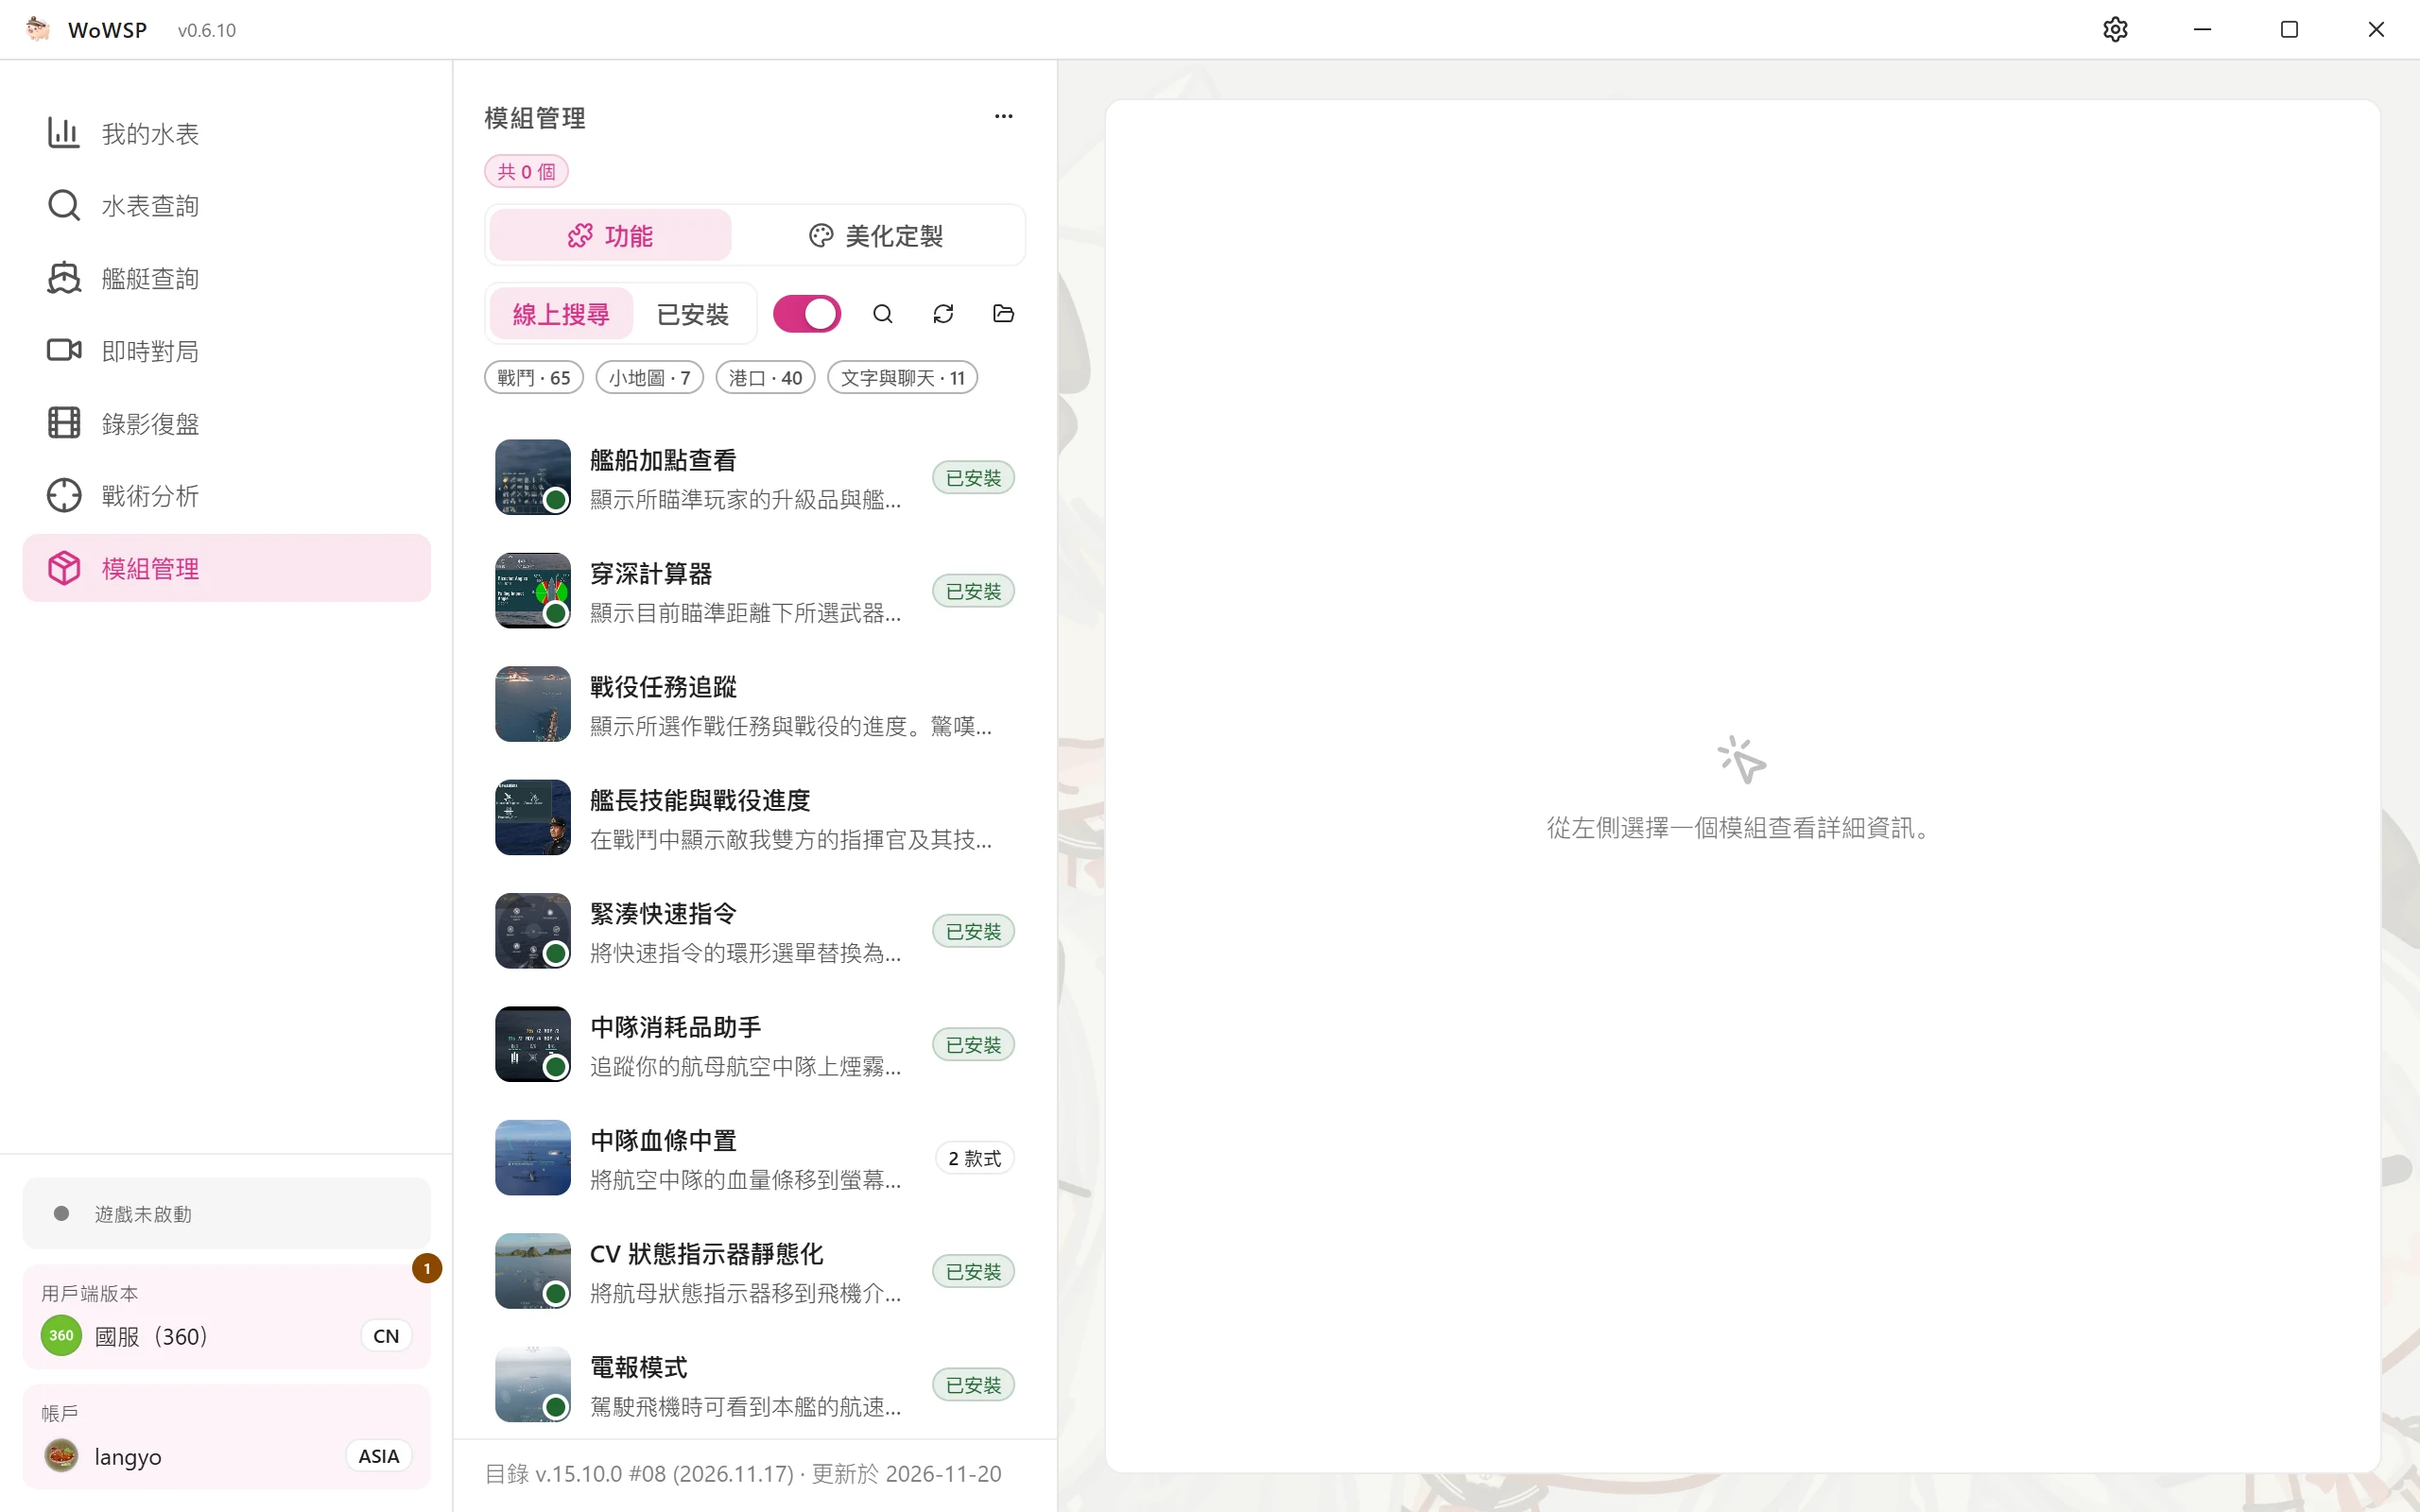 WoWSP v0.6.10
我的水表
水表查詢
艦艇查詢
即時對局
錄影復盤
戰術分析
模組管理
遊戲未啟動
1
用戶端版本
360 國服（360） CN
帳戶
langyo ASIA
模組管理
共 0 個
功能 美化定製
線上搜尋 已安裝
戰鬥 · 65 小地圖 · 7 港口 · 40 文字與聊天 · 11
艦船加點查看
顯示所瞄準玩家的升級品與艦...
已安裝
穿深計算器
顯示目前瞄準距離下所選武器...
已安裝
戰役任務追蹤
顯示所選作戰任務與戰役的進度。驚嘆...
艦長技能與戰役進度
在戰鬥中顯示敵我雙方的指揮官及其技...
緊湊快速指令
將快速指令的環形選單替換為...
已安裝
中隊消耗品助手
追蹤你的航母航空中隊上煙霧...
已安裝
中隊血條中置
將航空中隊的血量條移到螢幕...
2 款式
CV 狀態指示器靜態化
將航母狀態指示器移到飛機介...
已安裝
電報模式
駕駛飛機時可看到本艦的航速...
已安裝
目錄 v.15.10.0 #08 (2026.11.17) · 更新於 2026-11-20
從左側選擇一個模組查看詳細資訊。